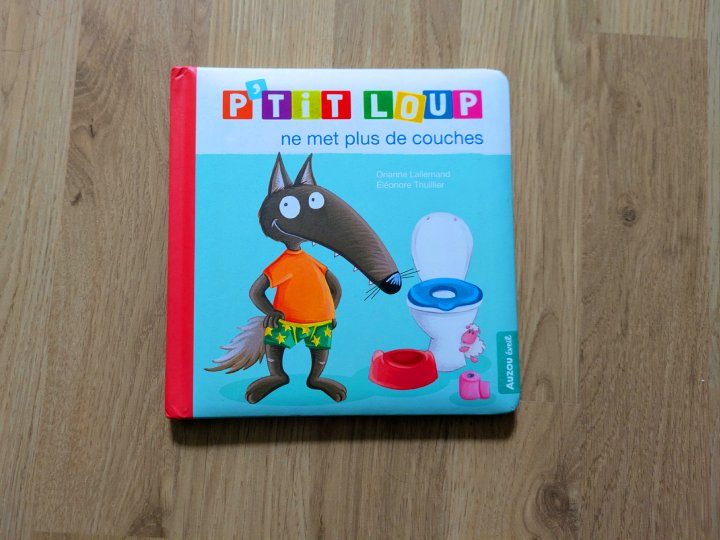 P'TiT LOUP
ne met plus de couches
Orianne Lallemand
Éléonore Thuillier
Auzou éveil